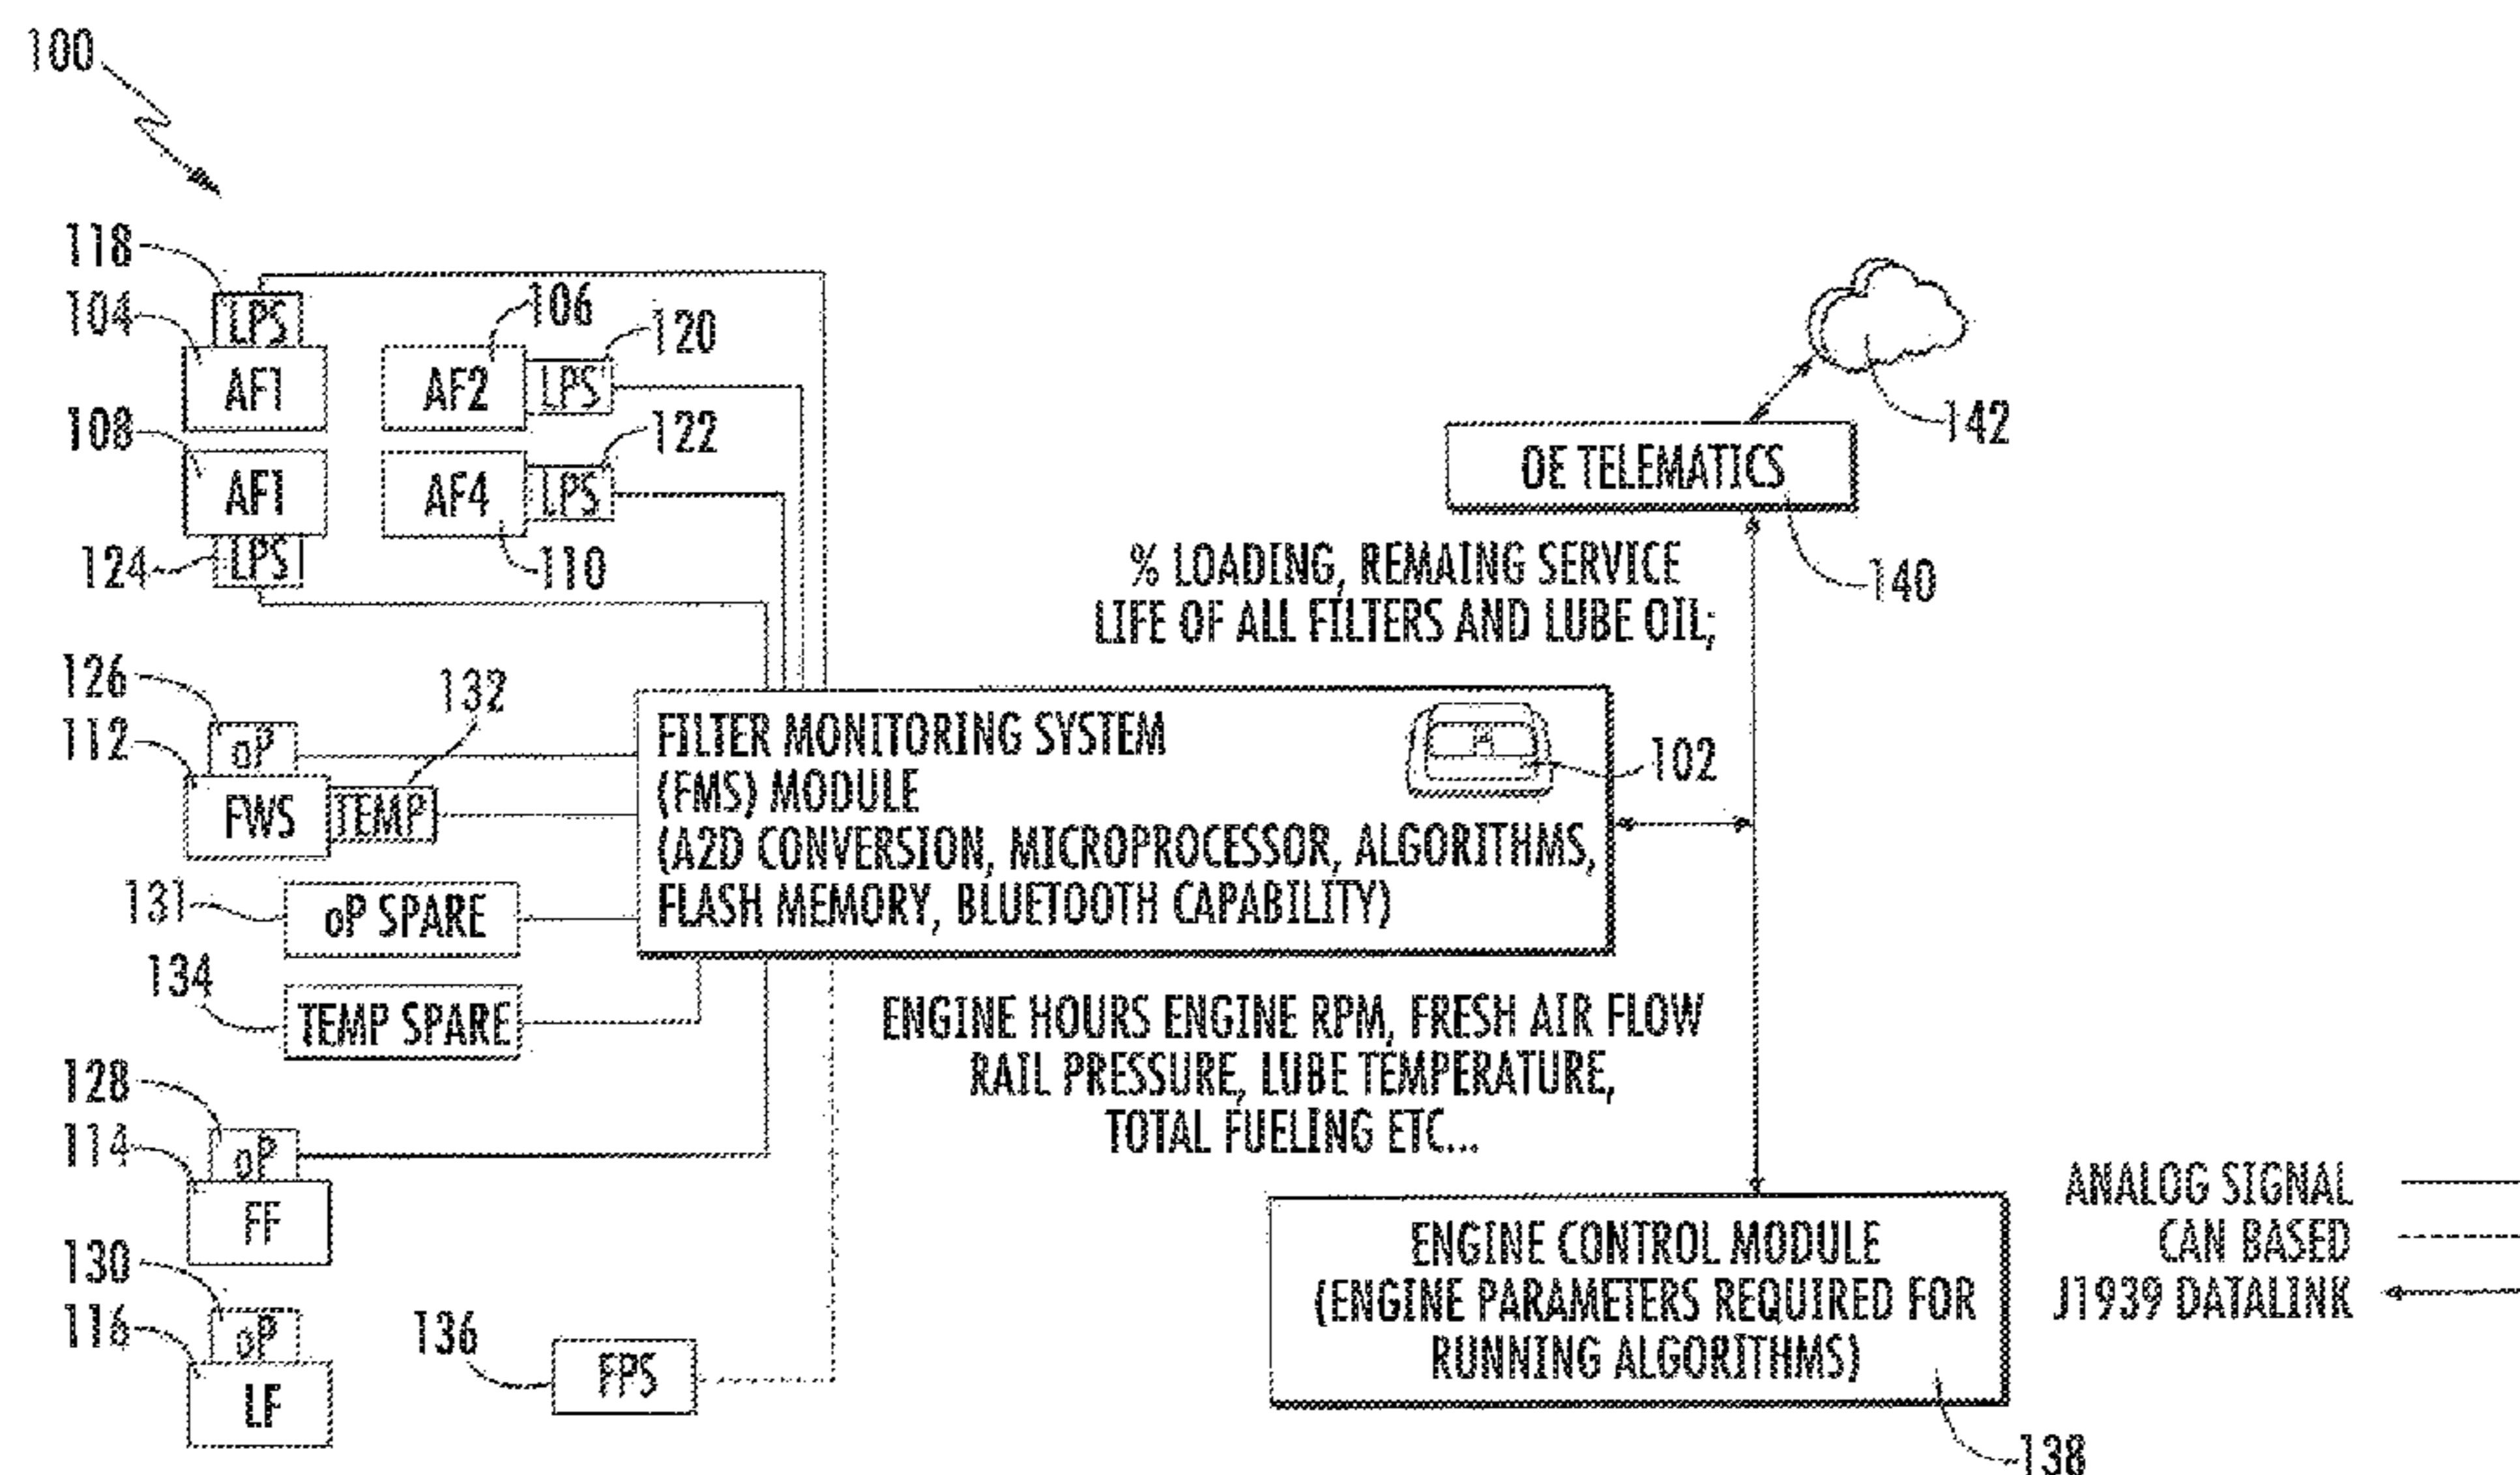 100
118
LPS
104
AF1
106
AF2
120
LPS
108
AF1
122
AF4
LPS
124
LPS
110
142
OE TELEMATICS
140
% LOADING, REMAING SERVICE
LIFE OF ALL FILTERS AND LUBE OIL;
126
oP
112
FWS
132
TEMP
131
oP SPARE
134
TEMP SPARE
FILTER MONITORING SYSTEM
(FMS) MODULE
(A2D CONVERSION, MICROPROCESSOR, ALGORITHMS,
FLASH MEMORY, BLUETOOTH CAPABILITY)
102
ENGINE HOURS ENGINE RPM, FRESH AIR FLOW
RAIL PRESSURE, LUBE TEMPERATURE,
TOTAL FUELING ETC...
128
oP
114
FF
130
oP
116
LF
136
FPS
ENGINE CONTROL MODULE
(ENGINE PARAMETERS REQUIRED FOR
RUNNING ALGORITHMS)
138
ANALOG SIGNAL
CAN BASED
J1939 DATALINK